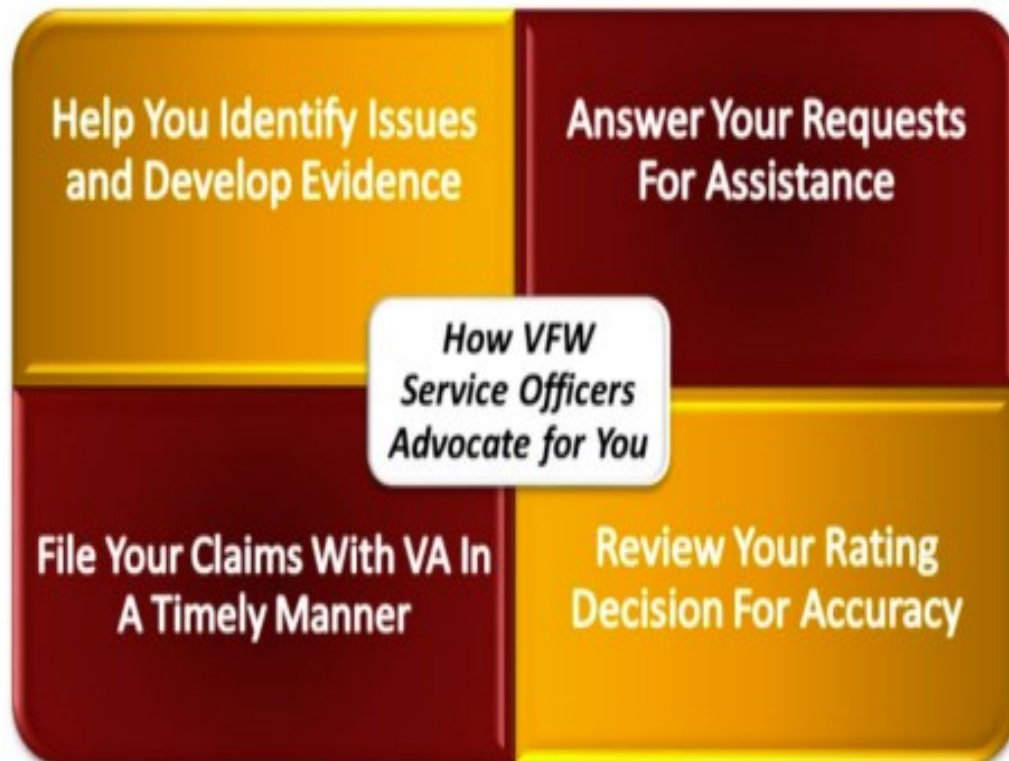 Help You Identify Issues
and Develop Evidence
Answer Your Requests
For Assistance
How VFW
Service Officers
Advocate for You
File Your Claims With VA In
A Timely Manner
Review Your Rating
Decision For Accuracy